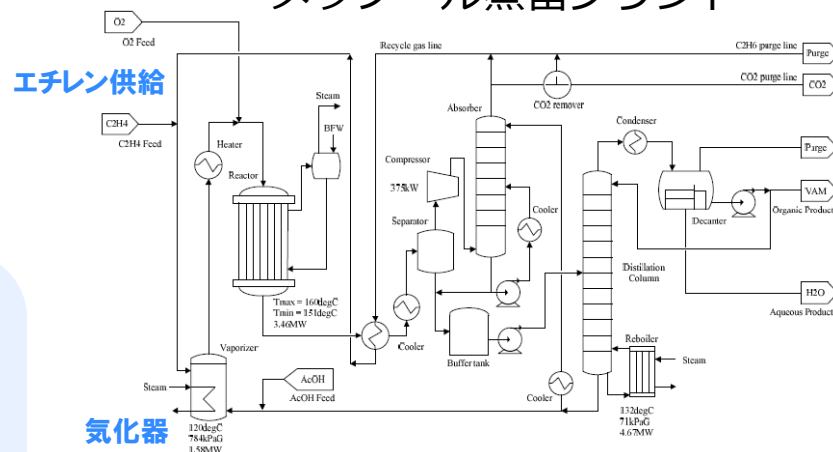 O2
O2 Feed
エチレン供給
C2H4
C2H4 Feed
Heater
Steam
BFW
Reactor
Tmax = 160degC
Tmin = 151degC
3.46MW
Vaporizer
Steam
気化器
120degC
784kPaG
1.58MW
AcOH
AcOH Feed
Recycle gas line
C2H6 purge line
Purge
CO2 purge line
CO2
CO2 remover
Absorber
Compressor
375kW
Separator
Cooler
Cooler
Buffer tank
Cooler
Condenser
Decanter
Purge
VAM
Organic Product
Distillation
Column
H2O
Aqueous Product
Reboiler
Steam
132degC
71kPaG
4.67MW